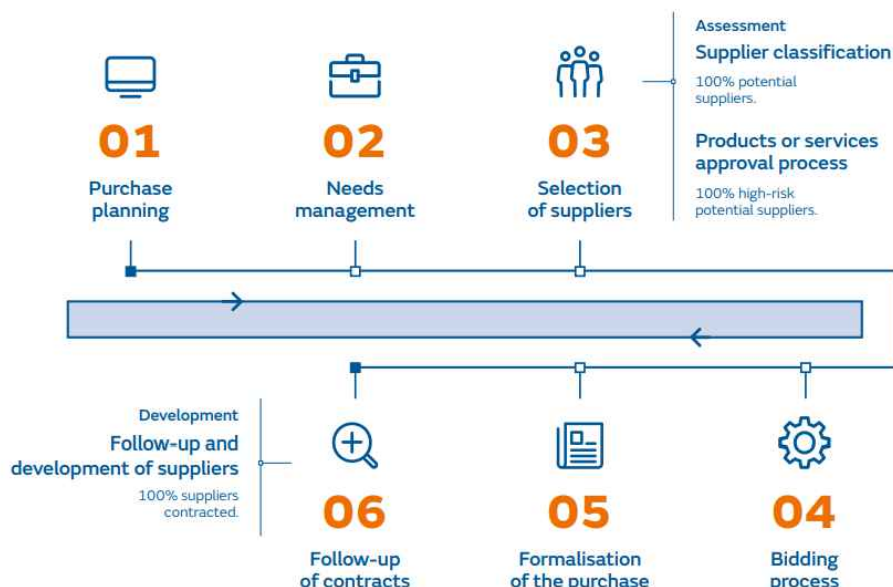 Assessment
Supplier classification
100% potential
suppliers.
Products or services
approval process
100% high-risk
potential suppliers.
01
Purchase
planning
02
Needs
management
03
Selection
of suppliers
Development
Follow-up and
development of suppliers
100% suppliers
contracted.
06
Follow-up
of contracts
05
Formalisation
of the purchase
04
Bidding
process